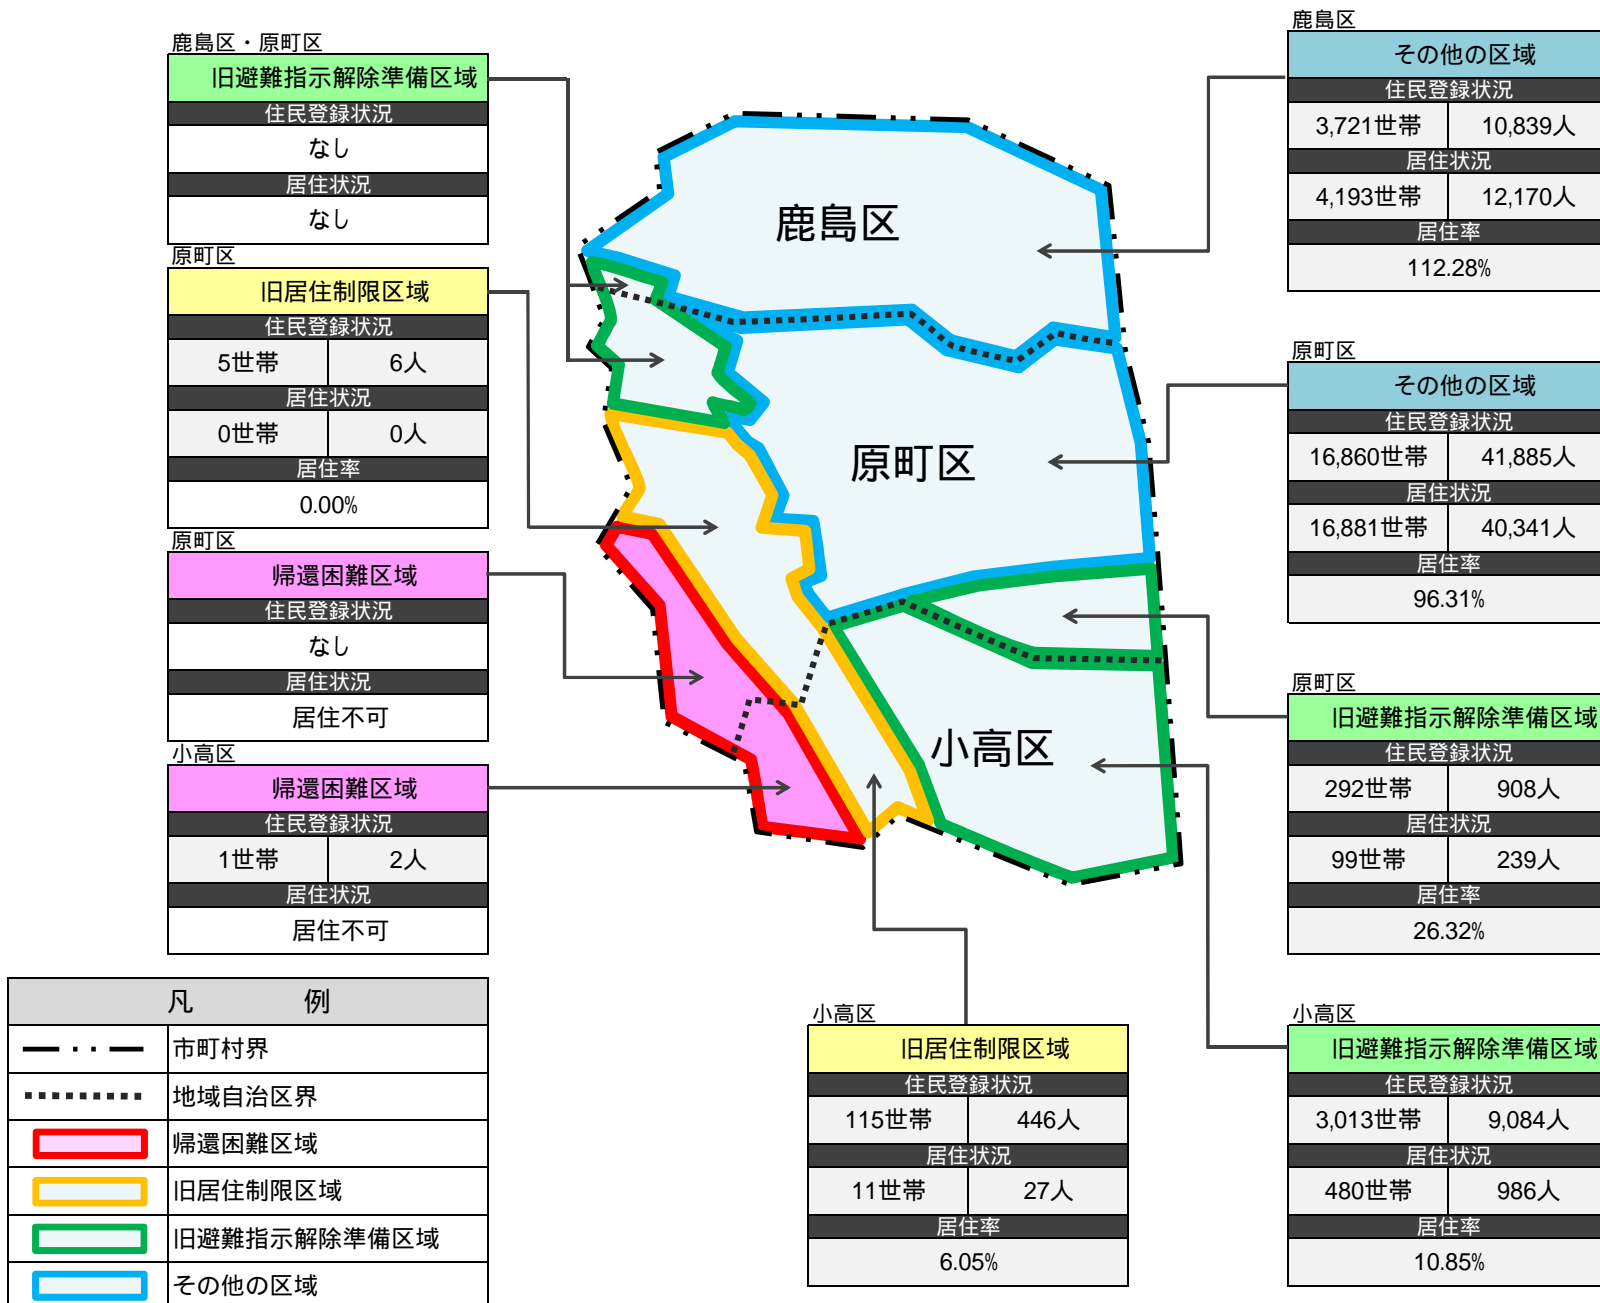 鹿島区・原町区
旧避難指示解除準備区域
住民登録状況
なし
居住状況
なし
原町区
旧居住制限区域
住民登録状況
5世帯 6人
居住状況
0世帯 0人
居住率
0.00%
原町区
帰還困難区域
住民登録状況
なし
居住状況
居住不可
小高区
帰還困難区域
住民登録状況
1世帯 2人
居住状況
居住不可
凡 例
市町村界
地域自治区界
帰還困難区域
旧居住制限区域
旧避難指示解除準備区域
その他の区域
鹿島区
原町区
小高区
小高区
旧居住制限区域
住民登録状況
115世帯 446人
居住状況
11世帯 27人
居住率
6.05%
鹿島区
その他の区域
住民登録状況
3,721世帯 10,839人
居住状況
4,193世帯 12,170人
居住率
112.28%
原町区
その他の区域
住民登録状況
16,860世帯 41,885人
居住状況
16,881世帯 40,341人
居住率
96.31%
原町区
旧避難指示解除準備区域
住民登録状況
292世帯 908人
居住状況
99世帯 239人
居住率
26.32%
小高区
旧避難指示解除準備区域
住民登録状況
3,013世帯 9,084人
居住状況
480世帯 986人
居住率
10.85%